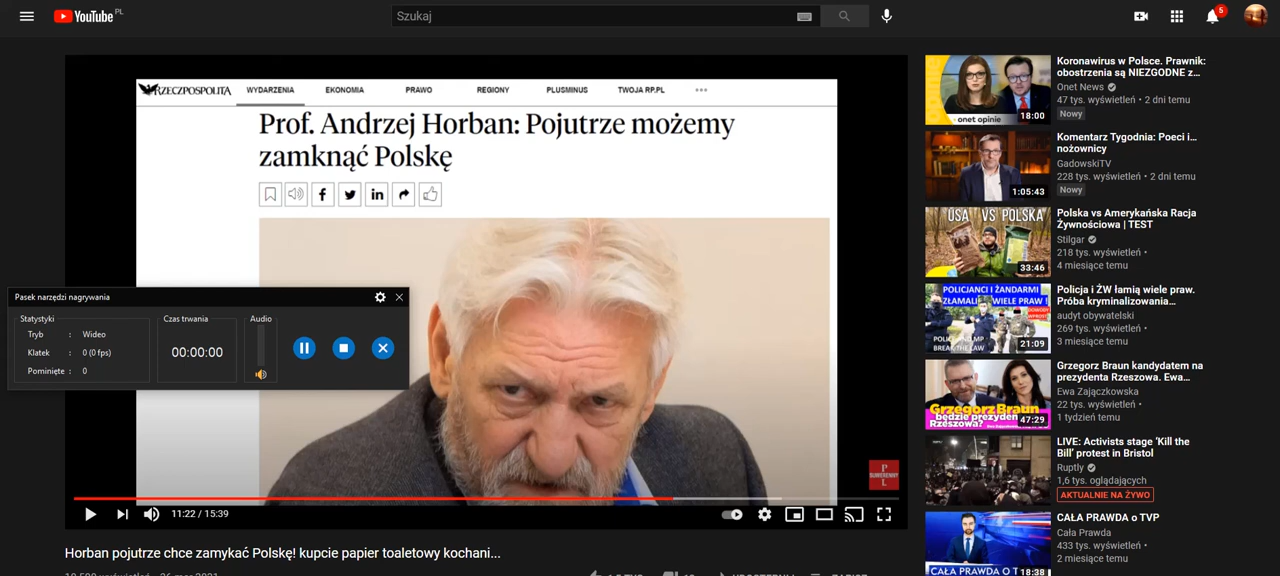 YouTube PL
Szukaj
5
RZECZPOSPOLITA
WYDARZENIA
EKONOMIA
PRAWO
REGIONY
PLUSMINUS
TWOJA RP.PL
Prof. Andrzej Horban: Pojutrze możemy
zamknąć Polskę
Pasek narzędzi nagrywania
Statystyki
Tryb : Wideo
Klatek : 0 (0 fps)
Pominięte : 0
Czas trwania
00:00:00
Audio
11:22 / 15:39
Horban pojutrze chce zamykać Polskę! kupcie papier toaletowy kochani...
onet opinie
18:00
Koronawirus w Polsce. Prawnik:
obostrzenia są NIEZGODNE z...
Onet News
47 tys. wyświetleń • 2 dni temu
Nowy
1:05:43
Komentarz Tygodnia: Poeci i...
nożownicy
GadowskiTV
228 tys. wyświetleń • 2 dni temu
Nowy
USA VS POLSKA
33:46
Polska vs Amerykańska Racja
Żywnościowa | TEST
Stilgar
218 tys. wyświetleń •
4 miesiące temu
POLICJANCI I ŻANDARMI
ZŁAMALI WIELE PRAW !
21:09
Policja i ŻW łamią wiele praw.
Próba kryminalizowania...
audyt obywatelski
269 tys. wyświetleń •
3 miesiące temu
Grzegorz Braun
będzie prezydentem
Rzeszowa?
47:29
Grzegorz Braun kandydatem na
prezydenta Rzeszowa. Ewa...
Ewa Zajączkowska
22 tys. wyświetleń •
1 tydzień temu
LIVE: Activists stage 'Kill the
Bill' protest in Bristol
Ruptly
1,6 tys. oglądających
AKTUALNIE NA ŻYWO
CAŁA PRAWDA O T
18:38
CAŁA PRAWDA o TVP
Cała Prawda
433 tys. wyświetleń •
2 miesiące temu